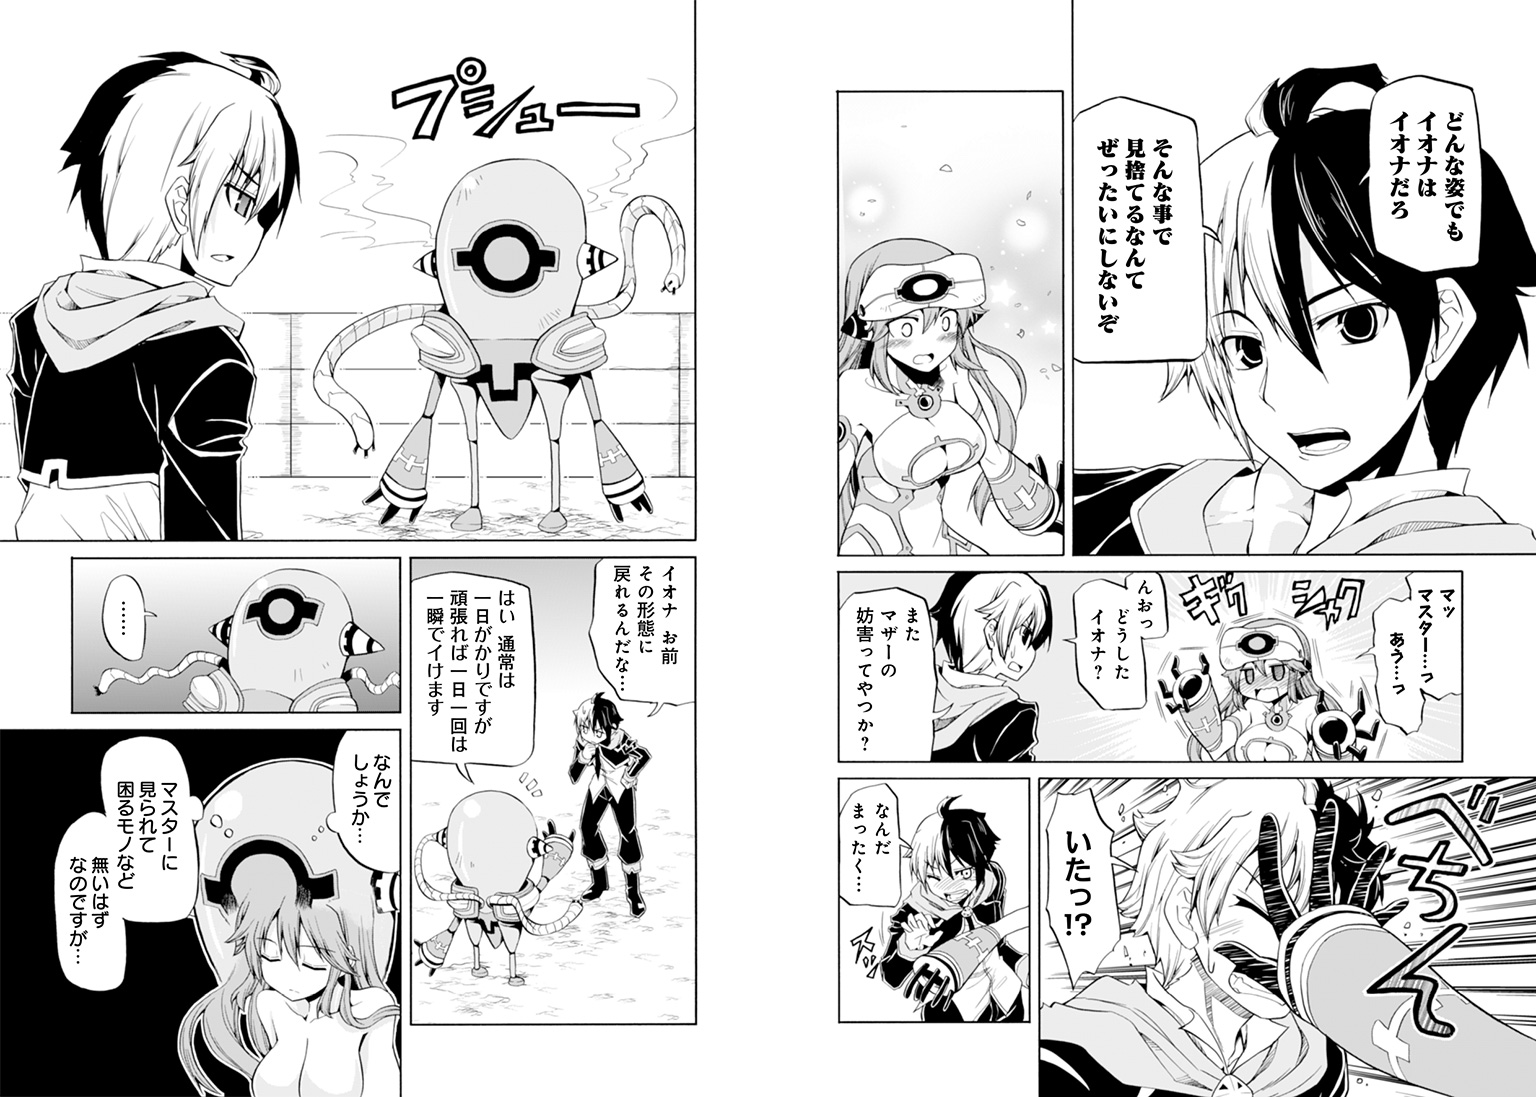 どんな姿でも
イオナは
イオナだろ
そんな事で
見捨てるなんて
ぜったいにしないぞ
マッ
マスター…っ
あう…っ
シャク
ギク
んおっ
どうした
イオナ？
また
マザーの
妨害ってやつか？
べちん
いたっ!?
なんだ
まったく…
ズッ
プシュー
イオナ お前
その形態に
戻れるんだな…
はい 通常は
一日がかりですが
頑張れば一日一回は
一瞬でイけます
……
なんで
しょうか…
マスターに
見られて
困るモノなど
無いはず
なのですが…